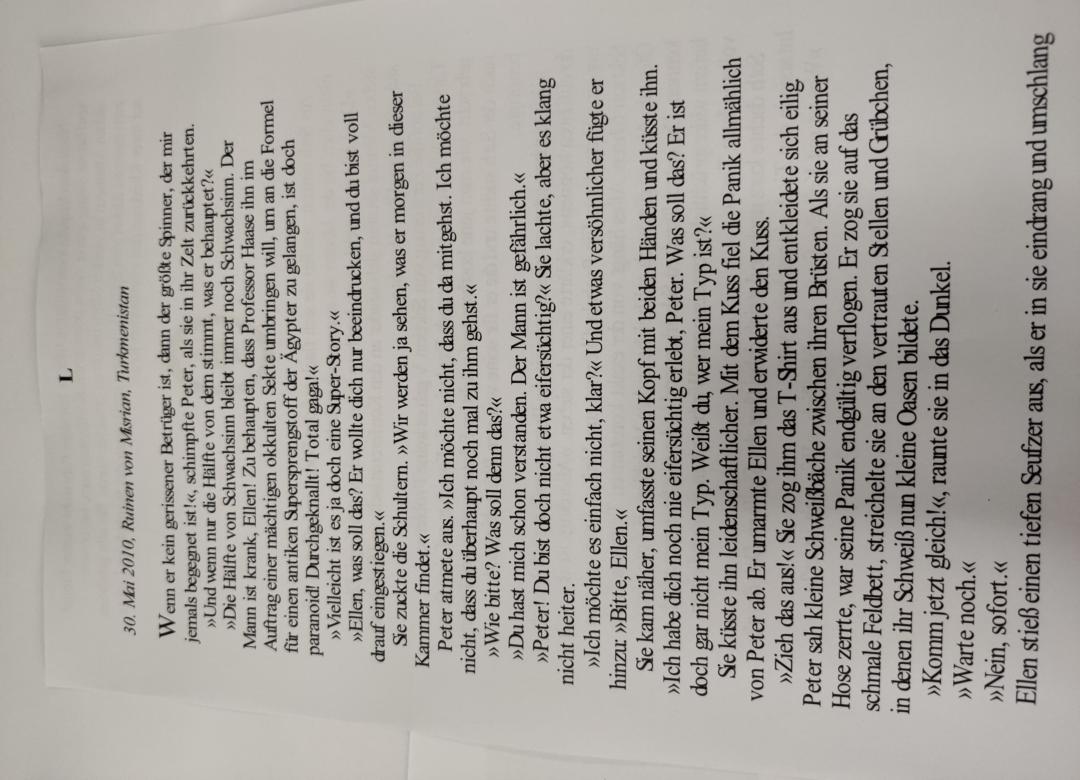 L
30. Mai 2010, Ruinen von Misrian, Turkmenistan
Wenn er kein gerissener Betrüger ist, dann der größte Spinner, der mir
jemals begegnet ist!«, schimpfte Peter, als sie in ihr Zelt zurückkehrten.
»Und wenn nur die Hälfte von dem stimmt, was er behauptet?«
»Die Hälfte von Schwachsinn bleibt immer noch Schwachsinn. Der
Mann ist krank, Ellen! Zu behaupten, dass Professor Haase ihn im
Auftrag einer mächtigen okkulten Sekte umbringen will, um an die Formel
für einen antiken Supersprengstoff der Ägypter zu gelangen, ist doch
paranoid! Durchgeknallt! Total gaga!«
»Vielleicht ist es ja doch eine Super-Story.«
»Ellen, was soll das? Er wollte dich nur beeindrucken, und du bist voll
drauf eingestiegen.«
Sie zuckte die Schultern. »Wir werden ja sehen, was er morgen in dieser
Kammer findet.«
Peter atmete aus. »Ich möchte nicht, dass du da mitgehst. Ich möchte
nicht, dass du überhaupt noch mal zu ihm gehst.«
»Wie bitte? Was soll denn das?«
»Du hast mich schon verstanden. Der Mann ist gefährlich.«
»Peter! Du bist doch nicht etwa eifersüchtig?« Sie lachte, aber es klang
nicht heiter.
»Ich möchte es einfach nicht, klar?« Und etwas versöhnlicher fügte er
hinzu: »Bitte, Ellen.«
Sie kam näher, umfasste seinen Kopf mit beiden Händen und küsste ihn.
»Ich habe dich noch nie eifersüchtig erlebt, Peter. Was soll das? Er ist
doch gar nicht mein Typ. Weißt du, wer mein Typ ist?«
Sie küsste ihn leidenschaftlicher. Mit dem Kuss fiel die Panik allmählich
von Peter ab. Er umarmte Ellen und erwiderte den Kuss.
»Zieh das aus!« Sie zog ihm das T-Shirt aus und entkleidete sich eilig.
Peter sah kleine Schweißbäche zwischen ihren Brüsten. Als sie an seiner
Hose zerrte, war seine Panik endgültig verflogen. Er zog sie auf das
schmale Feldbett, streichelte sie an den vertrauten Stellen und Grübchen,
in denen ihr Schweiß nun kleine Oasen bildete.
»Komm jetzt gleich!«, raunte sie in das Dunkel.
»Warte noch.«
»Nein, sofort.«
Ellen stieß einen tiefen Seufzer aus, als er in sie eindrang und umschlang